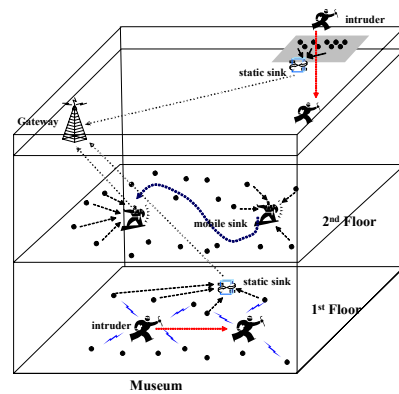 intruder
static sink
Gateway
mobile sink
2nd Floor
static sink
1st Floor
intruder
Museum